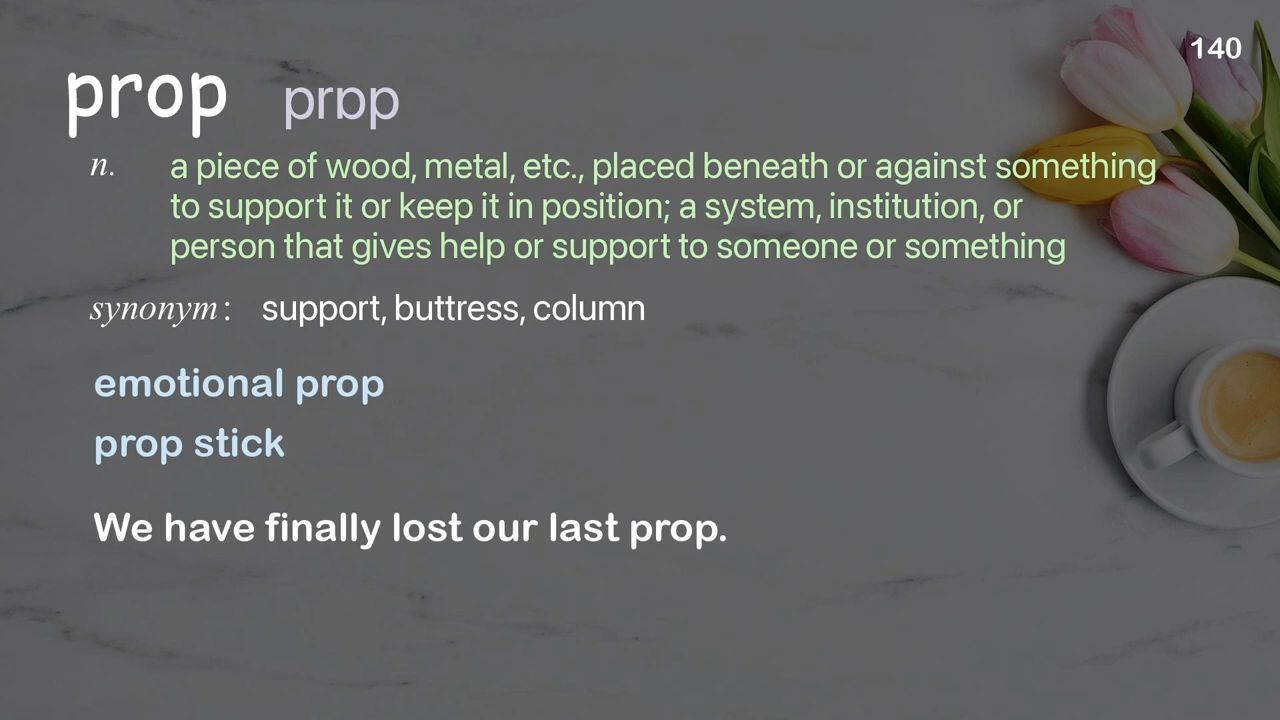 140
prop prɒp
n. a piece of wood, metal, etc., placed beneath or against something
to support it or keep it in position; a system, institution, or
person that gives help or support to someone or something
synonym: support, buttress, column
emotional prop
prop stick
We have finally lost our last prop.